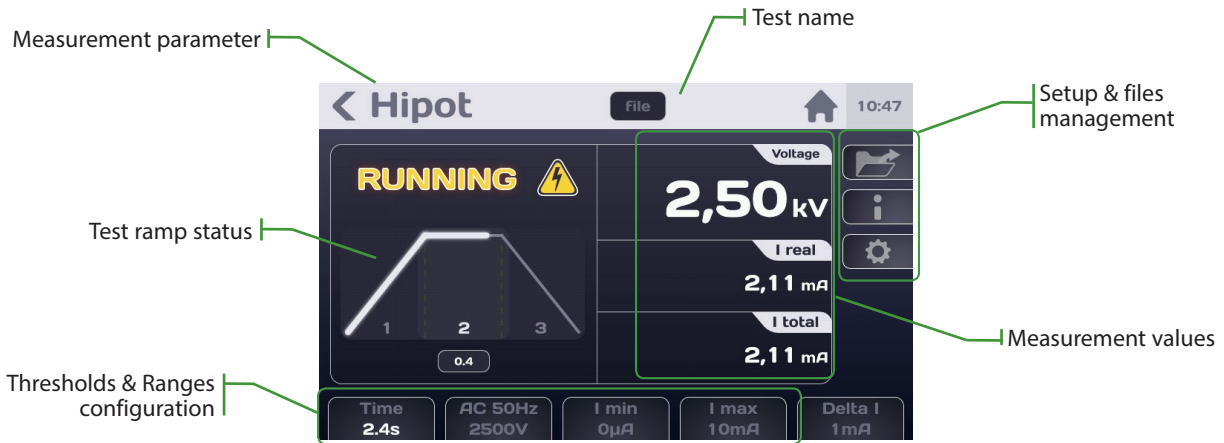 Test name
Measurement parameter
Hipot
File
10:47
Setup & files
management
Voltage
RUNNING
2,50 kV
Test ramp status
I real
2,11 mA
1
2
3
I total
0.4
2,11 mA
Measurement values
Thresholds & Ranges
configuration
Time
2.4s
AC 50Hz
2500V
I min
0µA
I max
10mA
Delta I
1mA